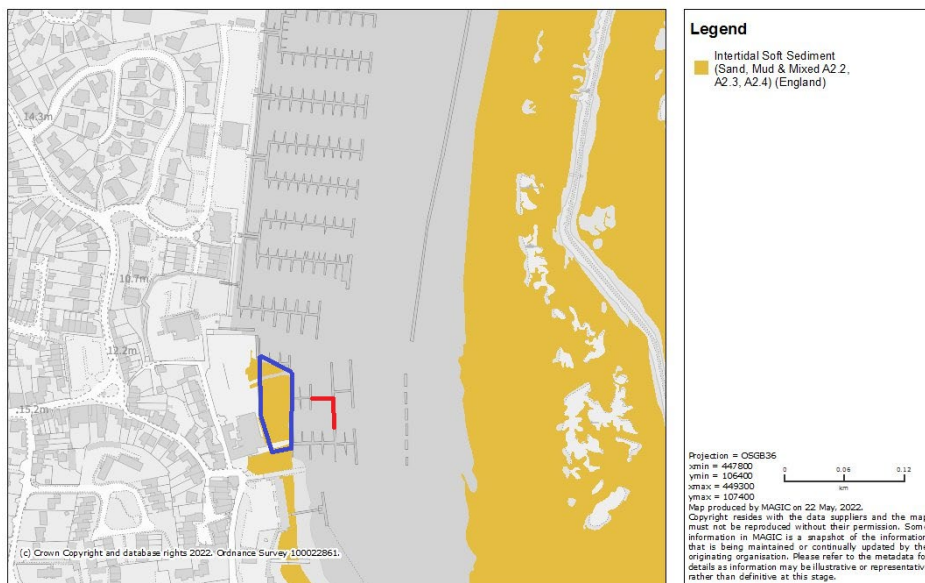 14.3m
10.7m
12.2m
15.2m
(c) Crown Copyright and database rights 2022. Ordnance Survey 100022861.
Legend
Intertidal Soft Sediment
(Sand, Mud & Mixed A2.2,
A2.3, A2.4) (England)
Projection = OSGB36
xmin = 447800
ymin = 106400
xmax = 449300
ymax = 107400
0 0.06 0.12
km
Map produced by MAGIC on 22 May, 2022.
Copyright resides with the data suppliers and the map
must not be reproduced without their permission. Some
information in MAGIC is a snapshot of the information
that is being maintained or continually updated by the
originating organisation. Please refer to the metadata for
details as information may be illustrative or representative
rather than definitive at this stage.